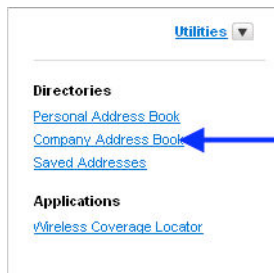 Utilities
Directories
Personal Address Book
Company Address Book
Saved Addresses
Applications
Wireless Coverage Locator